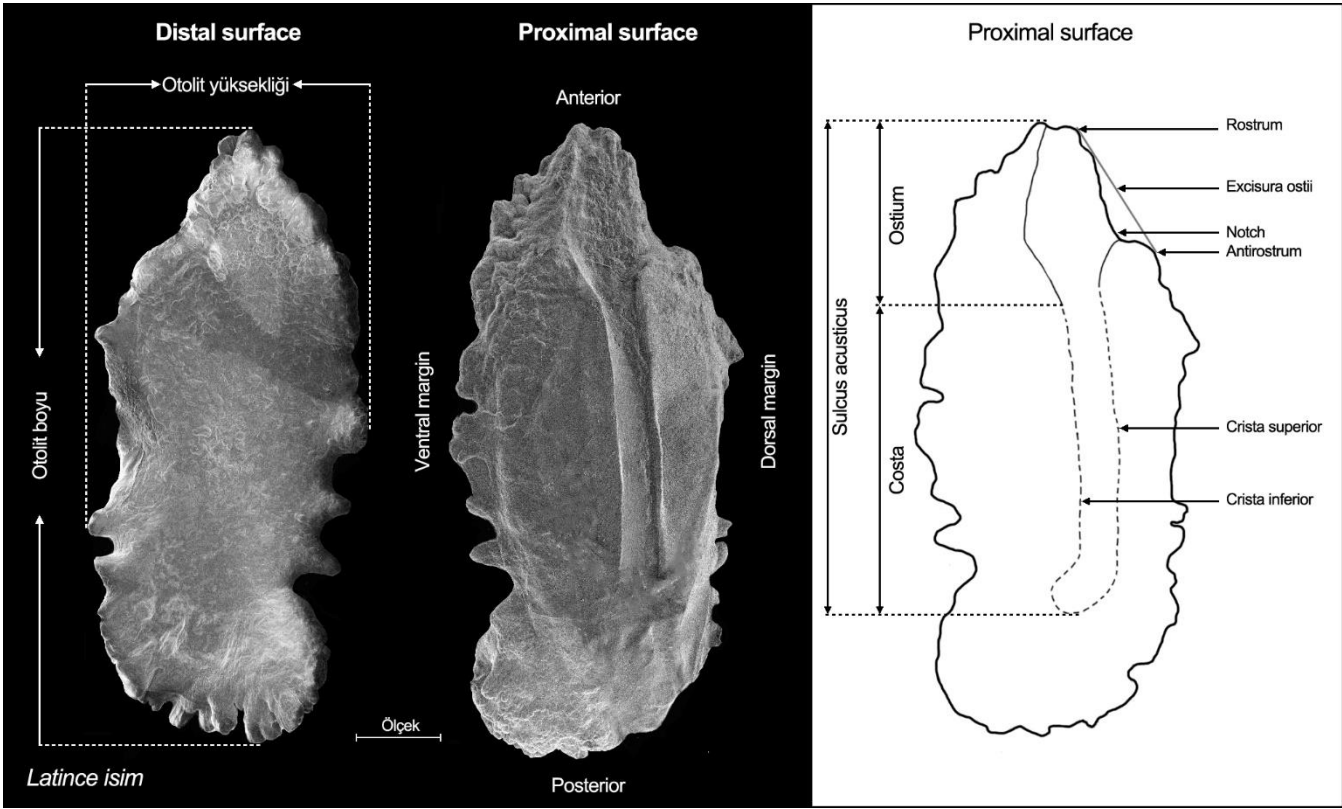 Distal surface
Proximal surface
Proximal surface
Otolit yüksekliği
Anterior
Otolit boyu
Ventral margin
Dorsal margin
Ölçek
Latince isim
Posterior
Sulcus acusticus
Ostium
Costa
Rostrum
Excisura ostii
Notch
Antirostrum
Crista superior
Crista inferior